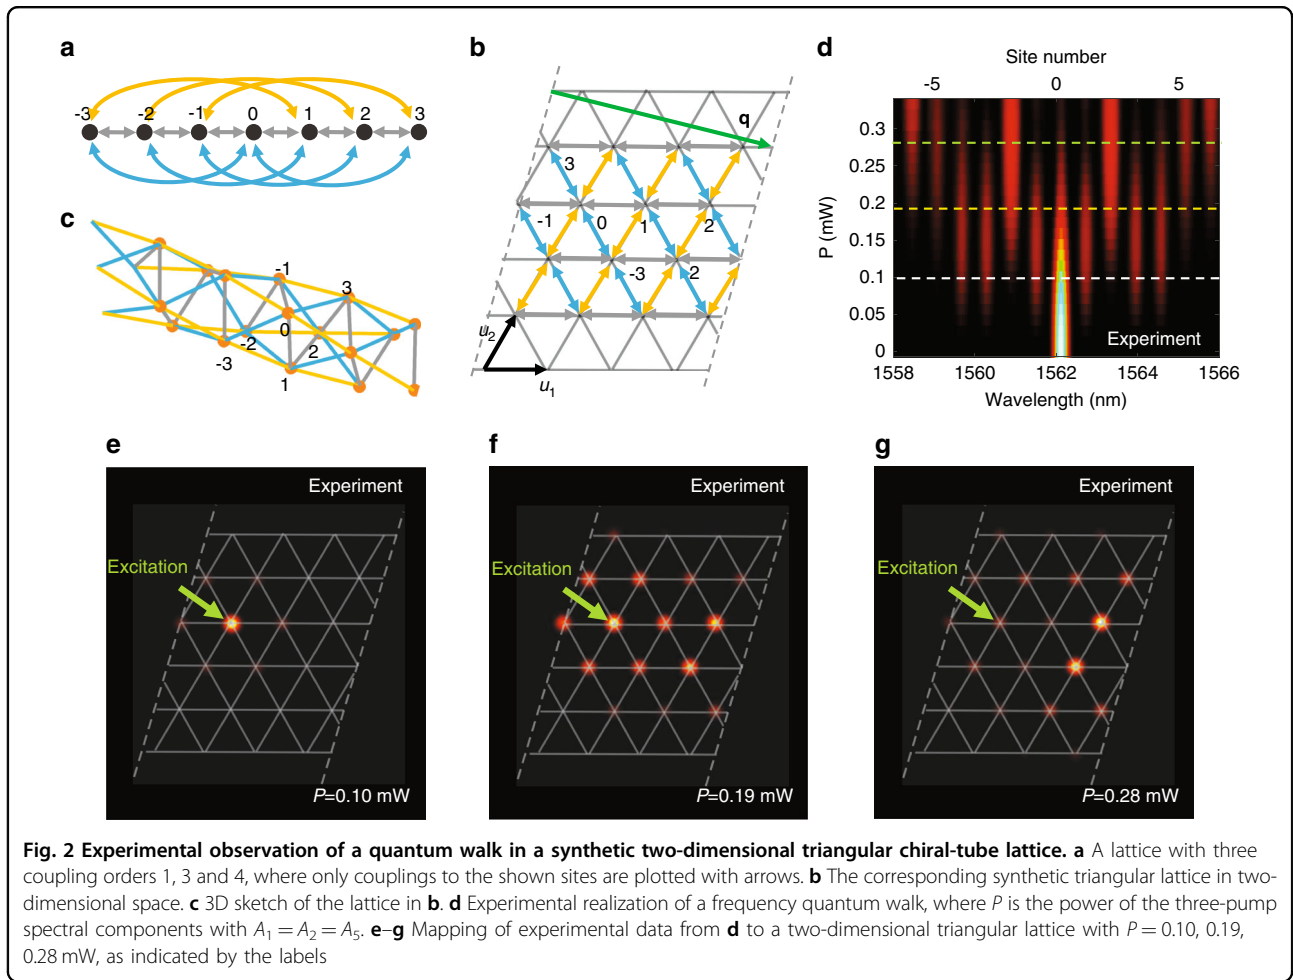 a
-3 -2 -1 0 1 2 3
b
q
3
-1 0 1 2
-3 2
u2
u1
c
-1
3
0
-2
2
-3
1
d
Site number
-5 0 5
P (mW)
0.3
0.25
0.2
0.15
0.1
0.05
0
Experiment
1558 1560 1562 1564 1566
Wavelength (nm)
e
Experiment
Excitation
P=0.10 mW
f
Experiment
Excitation
P=0.19 mW
g
Experiment
Excitation
P=0.28 mW
Fig. 2 Experimental observation of a quantum walk in a synthetic two-dimensional triangular chiral-tube lattice. a A lattice with three
coupling orders 1, 3 and 4, where only couplings to the shown sites are plotted with arrows. b The corresponding synthetic triangular lattice in two-
dimensional space. c 3D sketch of the lattice in b. d Experimental realization of a frequency quantum walk, where P is the power of the three-pump
spectral components with A1 = A2 = A5. e–g Mapping of experimental data from d to a two-dimensional triangular lattice with P = 0.10, 0.19,
0.28 mW, as indicated by the labels